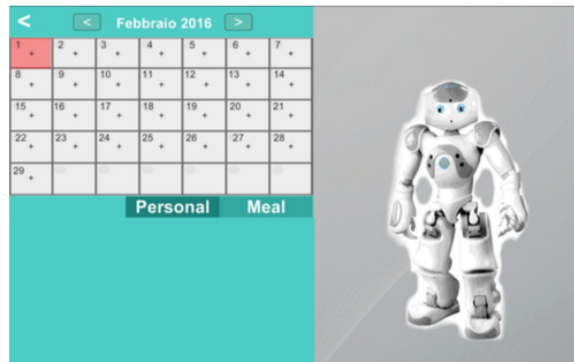 < < Febbraio 2016 >
1 + 2 + 3 + 4 + 5 + 6 + 7 +
8 + 9 + 10 + 11 + 12 + 13 + 14 +
15 + 16 + 17 + 18 + 19 + 20 + 21 +
22 + 23 + 24 + 25 + 26 + 27 + 28 +
29 +
Personal Meal